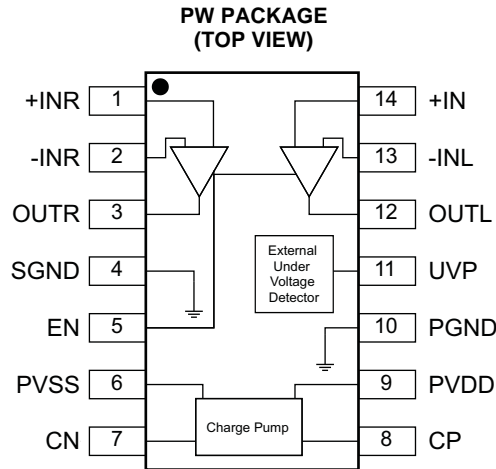 PW PACKAGE
(TOP VIEW)
+INR 1 14 +IN
-INR 2 13 -INL
OUTR 3 12 OUTL
SGND 4 11 UVP
External
Under
Voltage
Detector
EN 5 10 PGND
PVSS 6 9 PVDD
CN 7 8 CP
Charge Pump